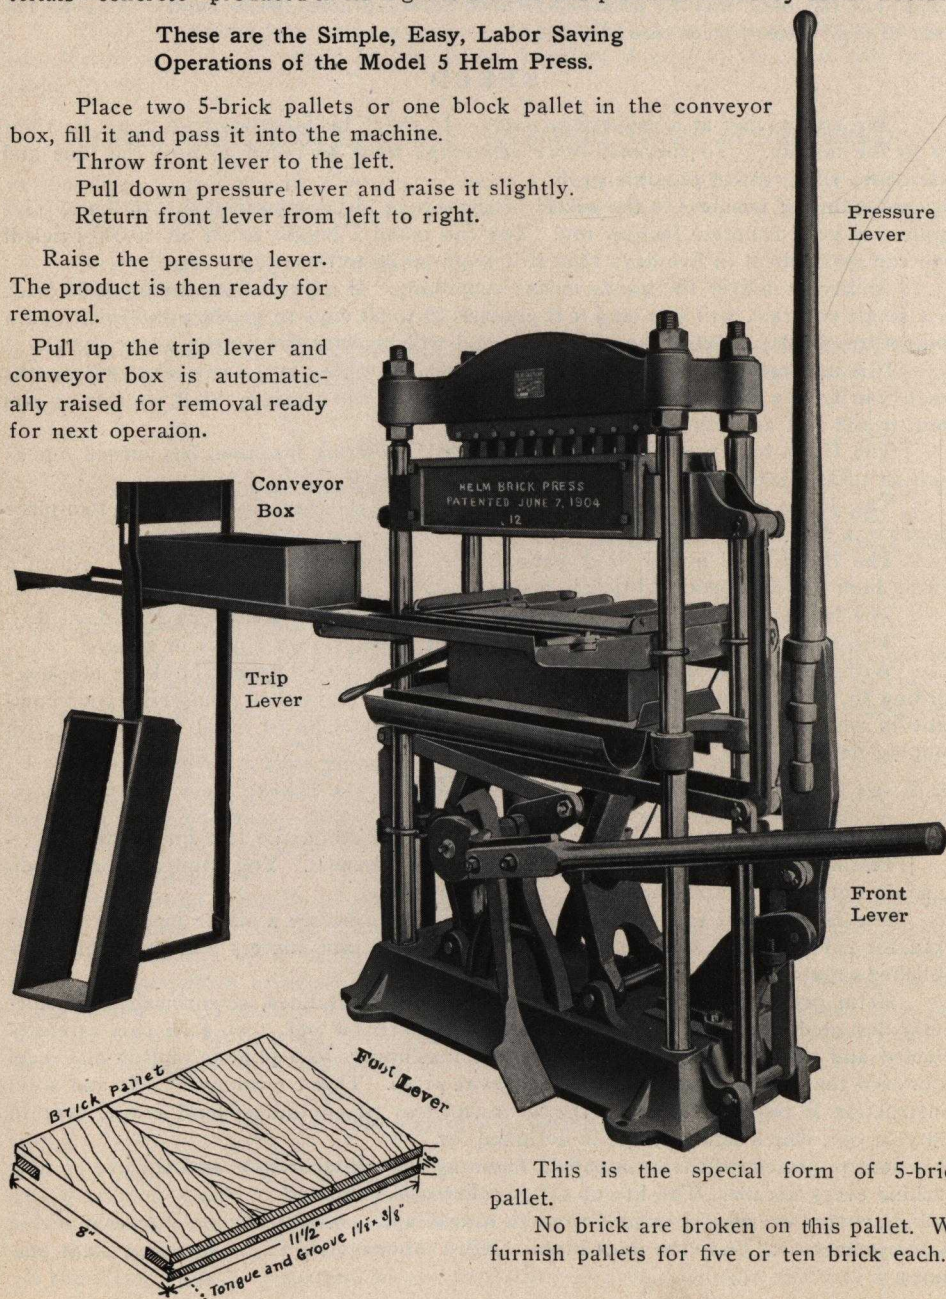 These are the Simple, Easy, Labor Saving
Operations of the Model 5 Helm Press.
Place two 5-brick pallets or one block pallet in the conveyor
box, fill it and pass it into the machine.
Throw front lever to the left.
Pull down pressure lever and raise it slightly.
Return front lever from left to right.
Pressure
Lever
Raise the pressure lever.
The product is then ready for
removal.
Pull up the trip lever and
conveyor box is automatic-
ally raised for removal ready
for next operaion.
Conveyor
Box
HELM BRICK PRESS
PATENTED JUNE 7, 1904
12
Trip
Lever
Front
Lever
Foot Lever
Brick Pallet
7/8
8"
11 1/2"
Tongue and Groove
This is the special form of 5-bric
pallet.
No brick are broken on this pallet. W
furnish pallets for five or ten brick each.